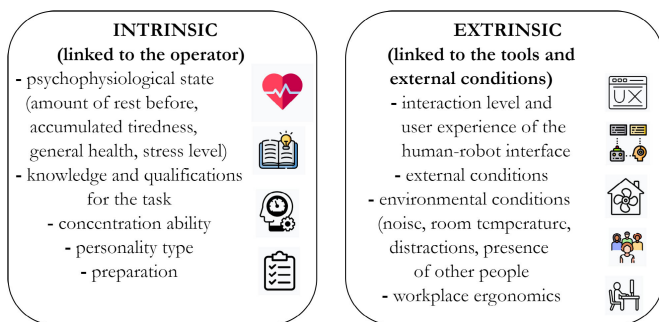 INTRINSIC
(linked to the operator)
- psychophysiological state
(amount of rest before,
accumulated tiredness,
general health, stress level)
- knowledge and qualifications
for the task
- concentration ability
- personality type
- preparation
EXTRINSIC
(linked to the tools and
external conditions)
- interaction level and
user experience of the
human-robot interface
- external conditions
- environmental conditions
(noise, room temperature,
distractions, presence
of other people
- workplace ergonomics
UX